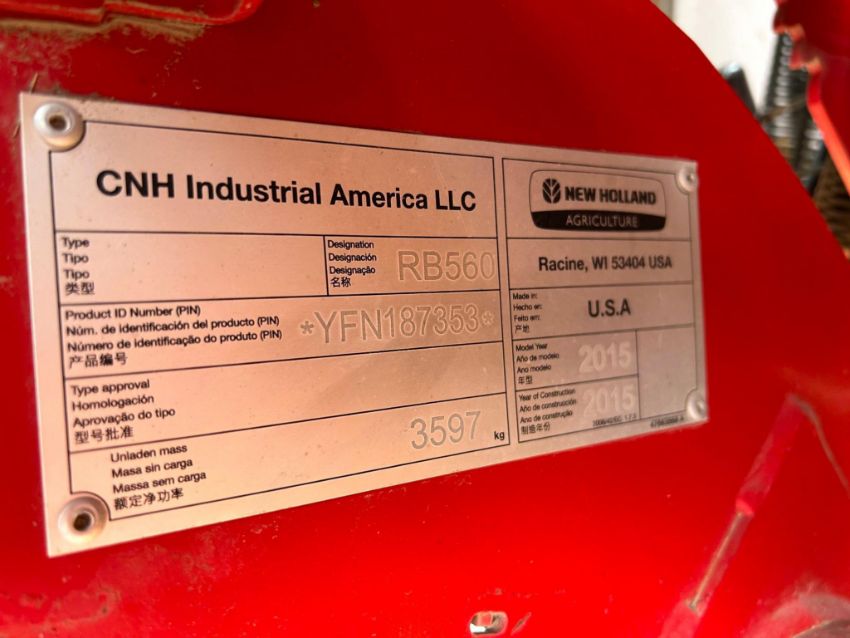 CNH Industrial America LLC
Type
Tipo
Tipo
类型
Designation
Designación
Designação
名称
RB560
Product ID Number (PIN)
Núm. de identificación del producto (PIN)
Número de identificação do produto (PIN)
产品编号
*YFN187353*
Type approval
Homologación
Aprovação do tipo
型号批准
Unladen mass
Masa sin carga
Massa sem carga
额定净功率
3597 kg
NEW HOLLAND
AGRICULTURE
Racine, WI 53404 USA
Made in:
Hecho en:
Feito em:
产地
U.S.A
Model Year
Año de modelo
Ano modelo
年型
2015
Year of Construction
Año de construcción
Ano de construção
制造年份
2015